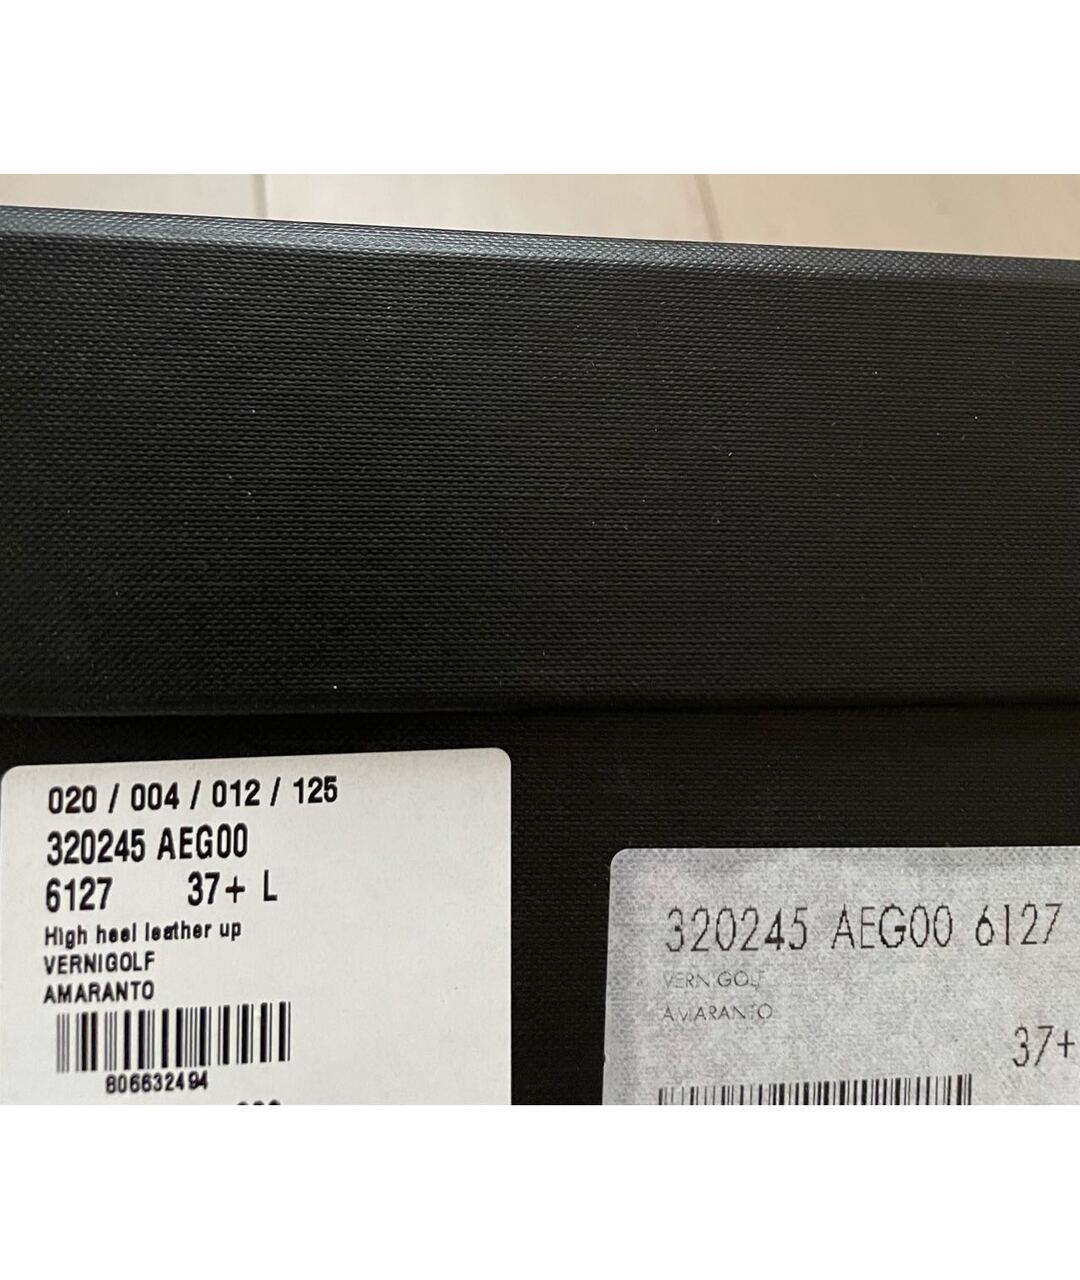 020 / 004 / 012 / 125
320245 AEG00
6127 37+ L
High heel leather up
VERNIGOLF
AMARANTO
806632494
320245 AEG00 6127
VERNIGOLF
AMARANTO
37+